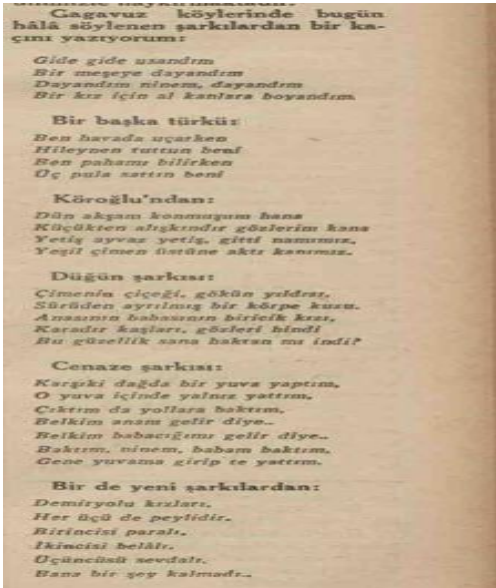 Gagavuz köylerinde bugün
hâlâ söylenen şarkılardan bir ka-
çını yazıyorum:
Gide gide usandım
Bir meşeye dayandım
Dayandım ninem, dayandım
Bir kız için al kanlara boyandım
Bir başka türkü:
Ben havada uçarken
Hileynen tuttun beni
Ben pahamı bilirken
Üç pula sattın beni
Köroğlu'ndan:
Dün akşam konmuşum hana
Küçükten alışkındır gözlerim kana
Yetiş ayvaz yetiş, gitti namımız,
Yeşil çimen üstüne aktı kanımız.
Düğün şarkısı:
Çimenin çiçeği, gökün yıldızı,
Sürüden ayrılmış bir körpe kuzu.
Anasının babasının biricik kızı,
Karadır kaşları, gözleri hindi
Bu güzellik sana haktan mı indi?
Cenaze şarkısı:
Karşıki dağda bir yuva yaptım,
O yuva içinde yalnız yattım,
Çıktım da yollara baktım,
Belkim anam gelir diye..
Belkim babacığımı gelir diye..
Baktım, ninem, babam baktım,
Gene yuvama girip te yattım.
Bir de yeni şarkılardan:
Demiryolu kızları,
Her üçü de peylidir.
Birincisi paralı,
İkincisi belâlı,
Üçüncüsü sevdalı,
Bana bir şey kalmadı..